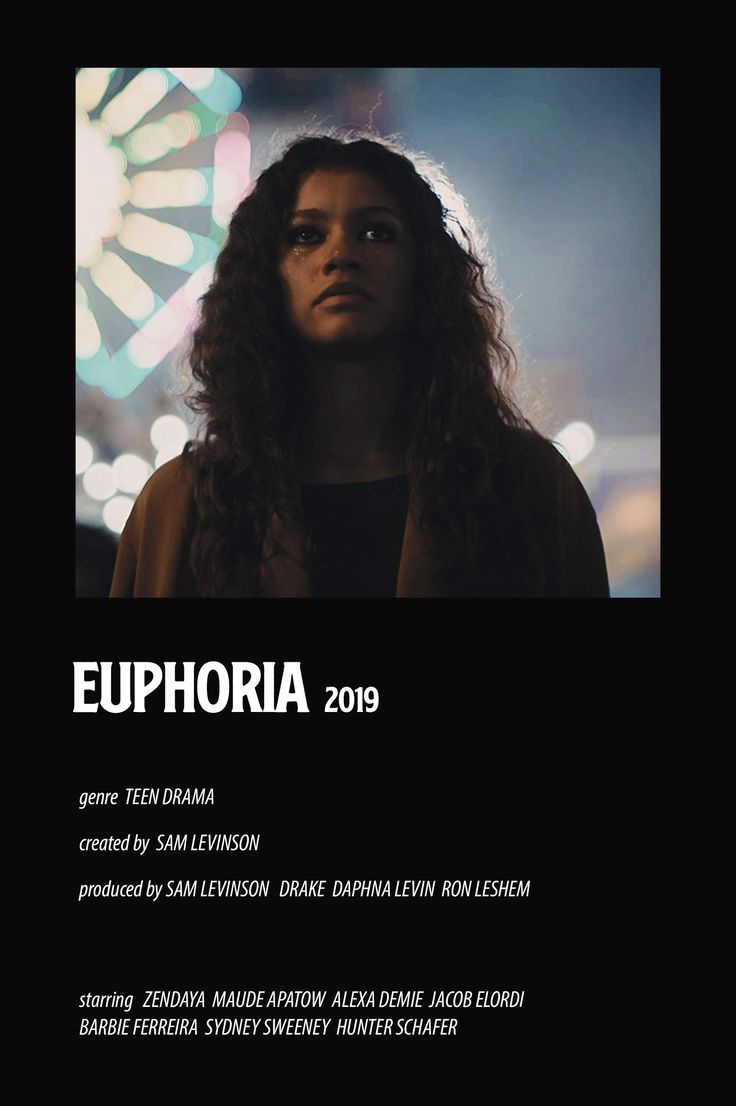 EUPHORIA 2019
genre TEEN DRAMA
created by SAM LEVINSON
produced by SAM LEVINSON DRAKE DAPHNA LEVIN RON LESHEM
starring ZENDAYA MAUDE APATOW ALEXA DEMIE JACOB ELORDI
BARBIE FERREIRA SYDNEY SWEENEY HUNTER SCHAFER